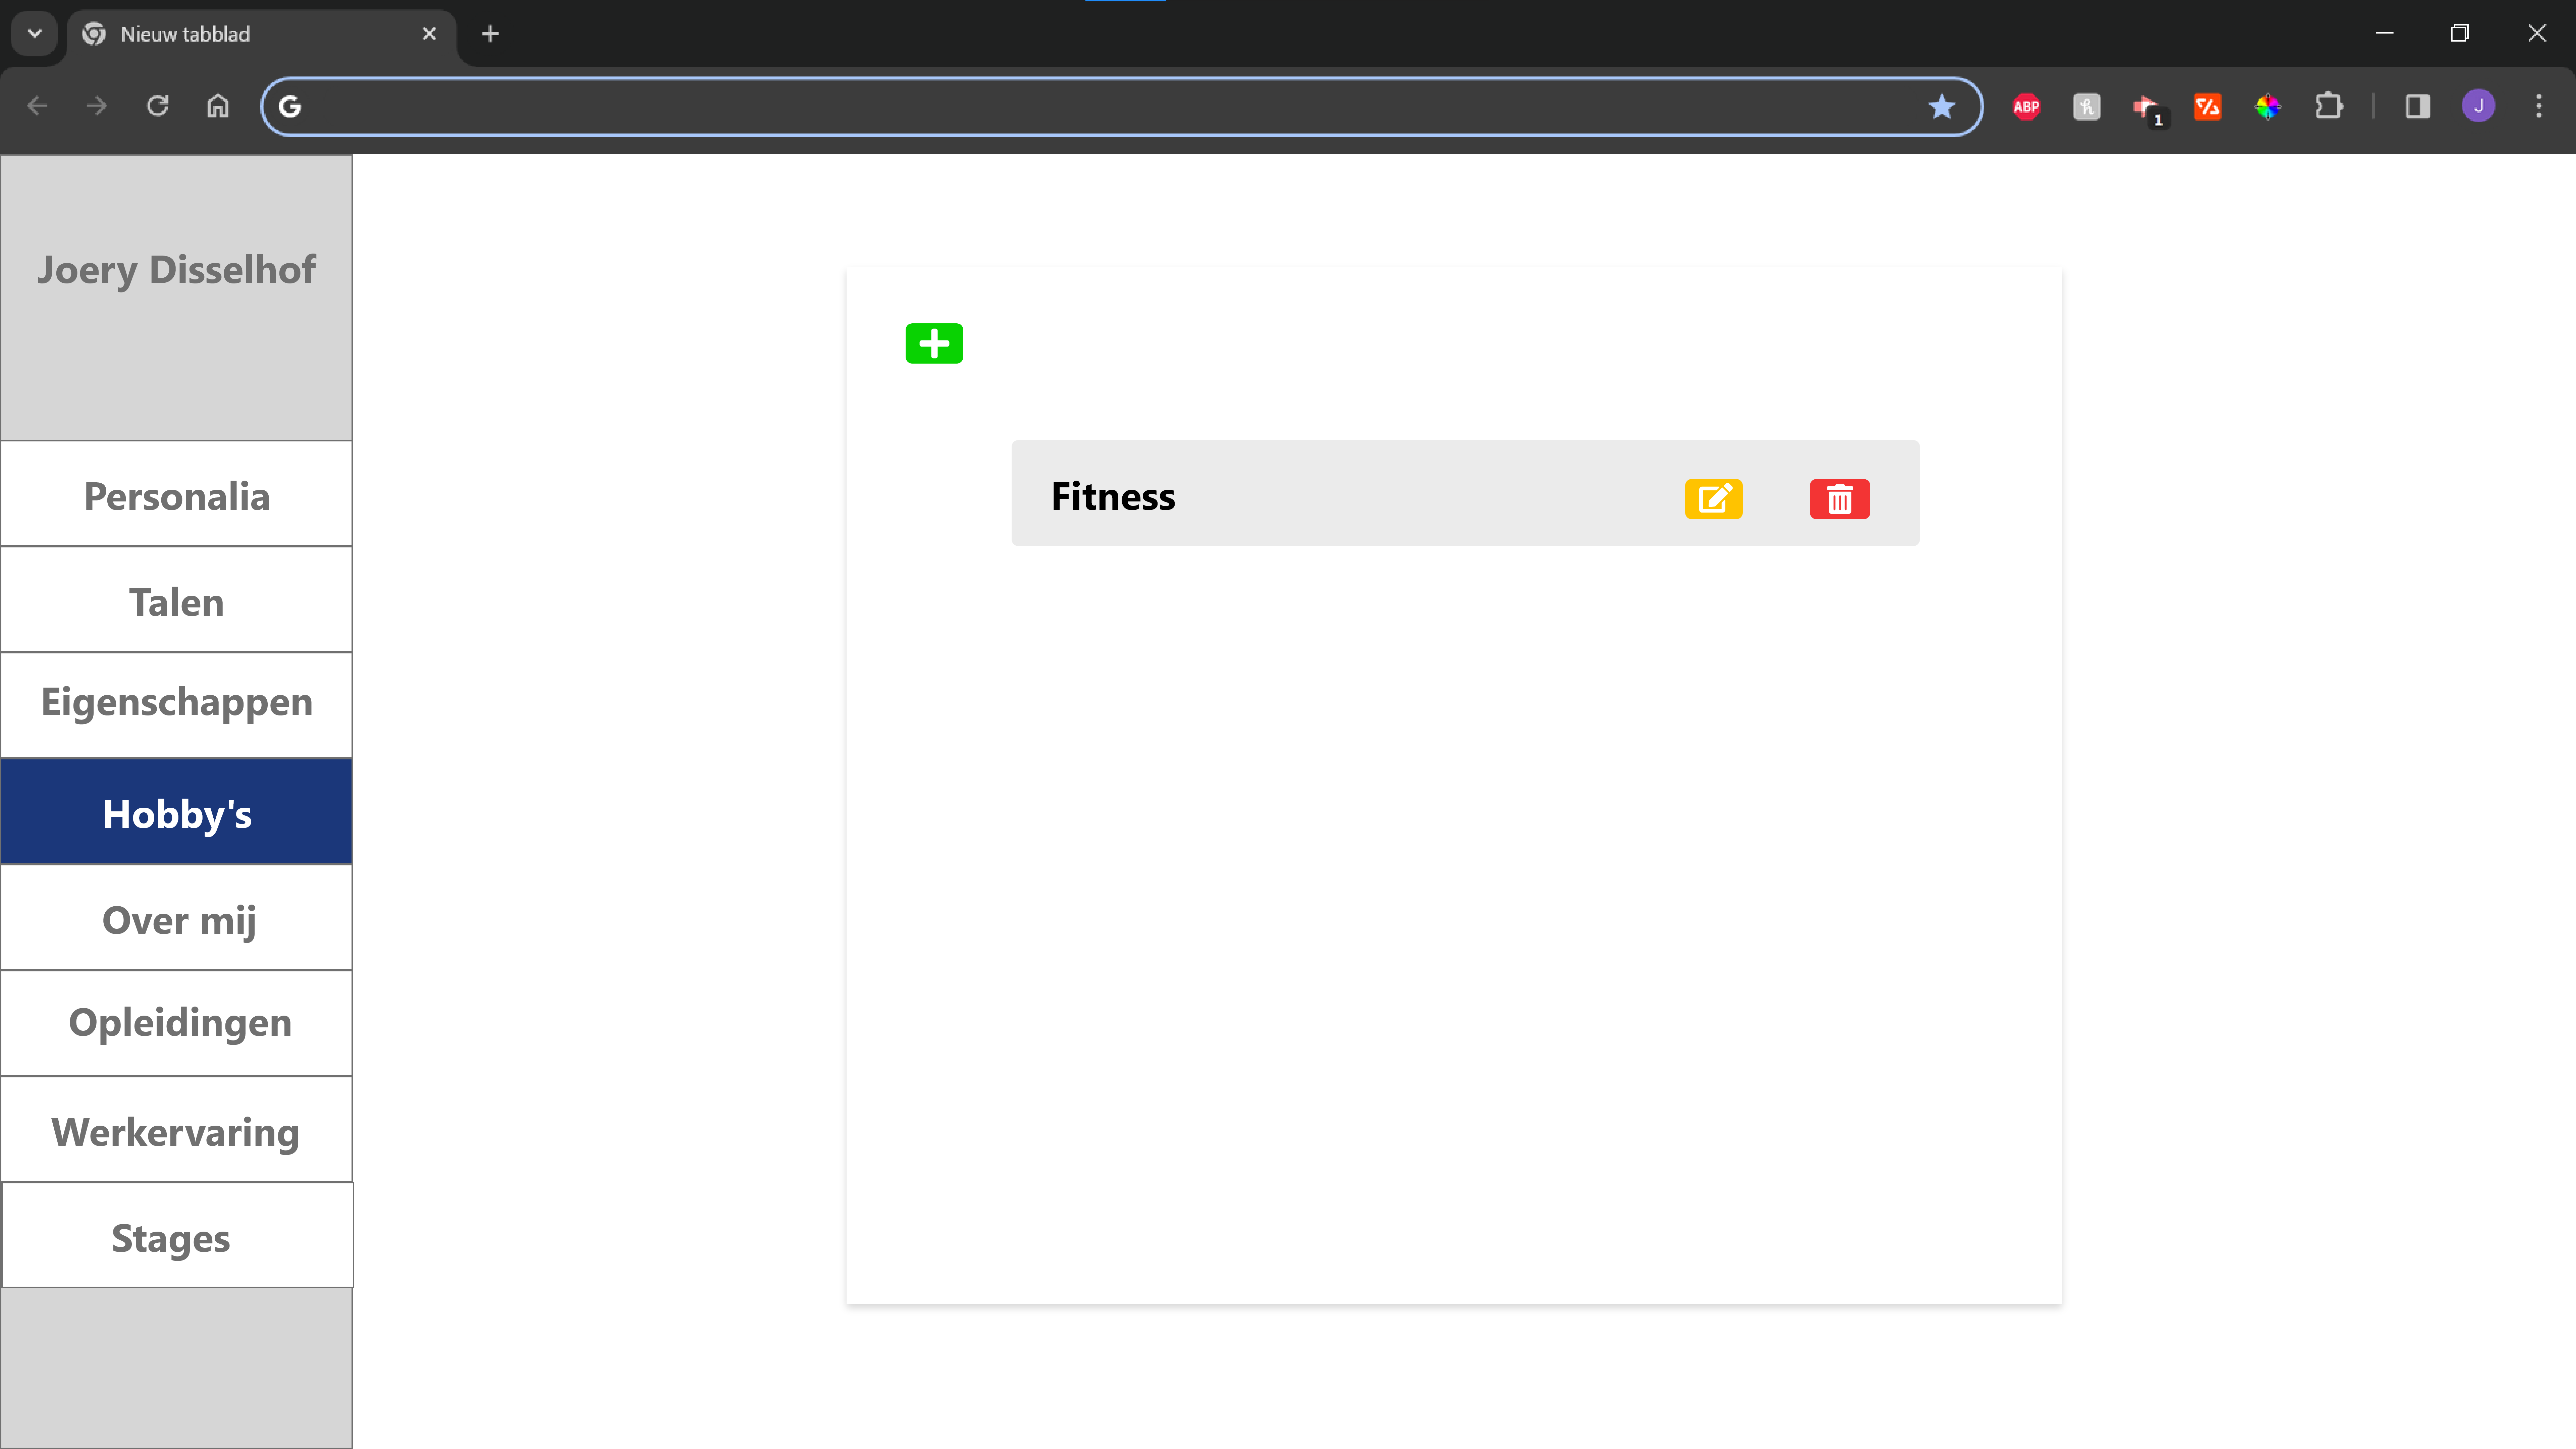 Nieuw tabblad
ABP
1
J
Joery Disselhof
Personalia
Talen
Eigenschappen
Hobby's
Over mij
Opleidingen
Werkervaring
Stages
Fitness